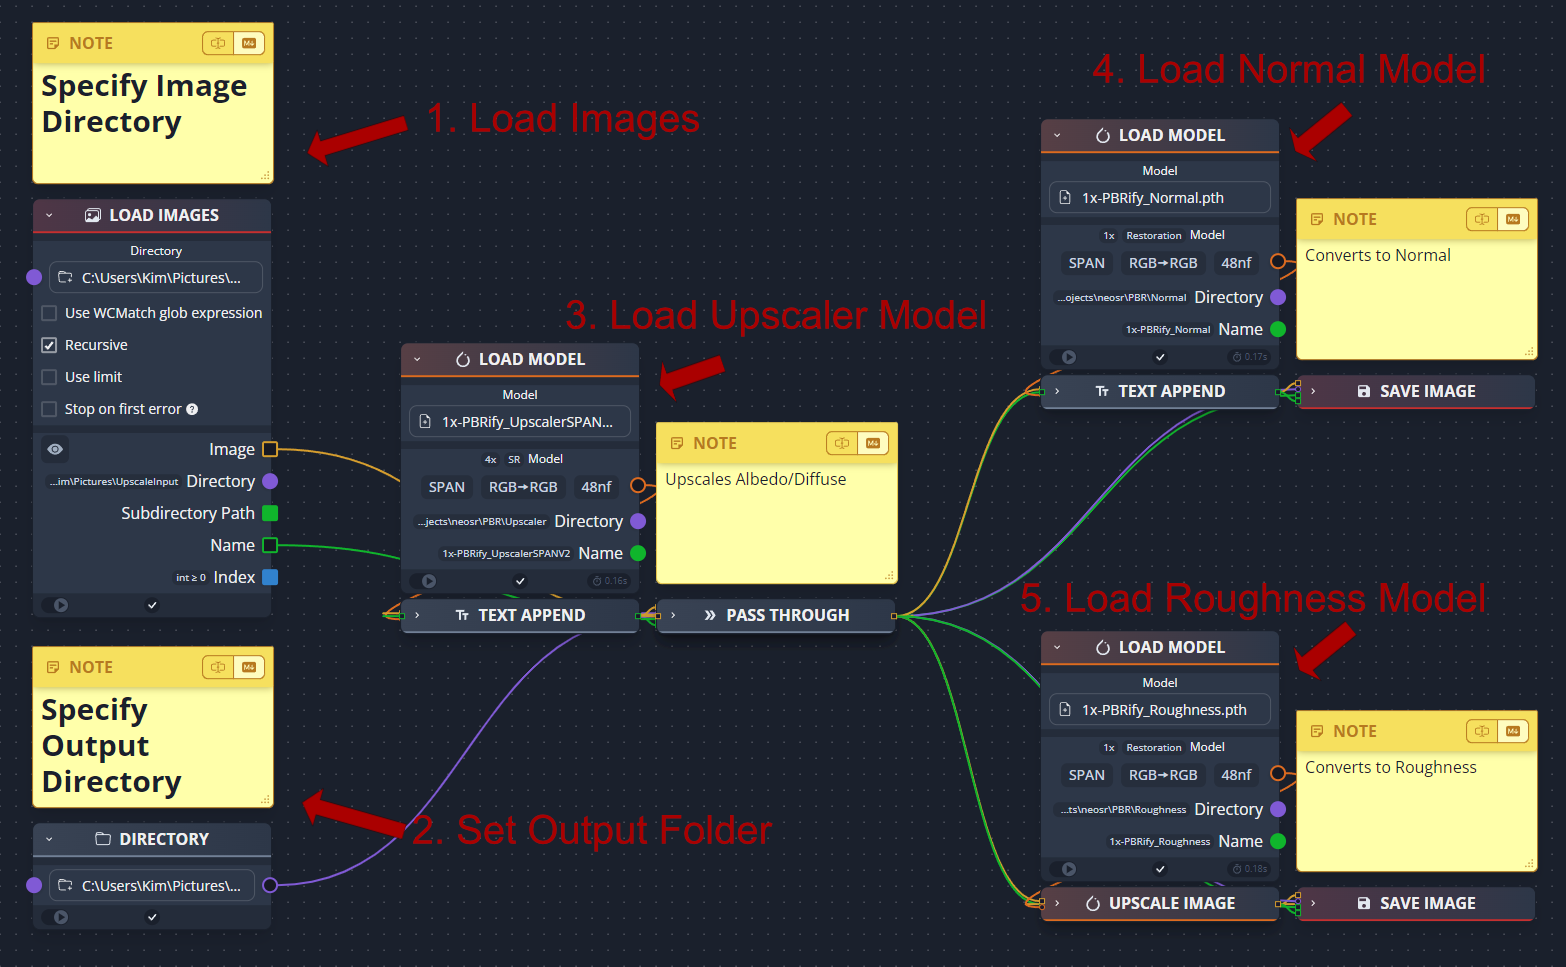 NOTE
Specify Image
Directory
1. Load Images
LOAD IMAGES
Directory
C:\Users\Kim\Pictures\...
Use WCMatch glob expression
Recursive
Use limit
Stop on first error ?
Image
...im\Pictures\UpscaleInput Directory
Subdirectory Path
Name
int ≥ 0 Index
NOTE
Specify
Output
Directory
2. Set Output Folder
DIRECTORY
C:\Users\Kim\Pictures\...
3. Load Upscaler Model
LOAD MODEL
Model
1x-PBRify_UpscalerSPAN...
4x SR Model
SPAN RGB→RGB 48nf
...jects\neosr\PBR\Upscaler Directory
1x-PBRify_UpscalerSPANV2 Name
0.16s
TEXT APPEND
NOTE
Upscales Albedo/Diffuse
PASS THROUGH
4. Load Normal Model
LOAD MODEL
Model
1x-PBRify_Normal.pth
1x Restoration Model
SPAN RGB→RGB 48nf
...ojects\neosr\PBR\Normal Directory
1x-PBRify_Normal Name
0.17s
TEXT APPEND
NOTE
Converts to Normal
SAVE IMAGE
5. Load Roughness Model
LOAD MODEL
Model
1x-PBRify_Roughness.pth
1x Restoration Model
SPAN RGB→RGB 48nf
...ts\neosr\PBR\Roughness Directory
1x-PBRify_Roughness Name
0.18s
UPSCALE IMAGE
NOTE
Converts to Roughness
SAVE IMAGE